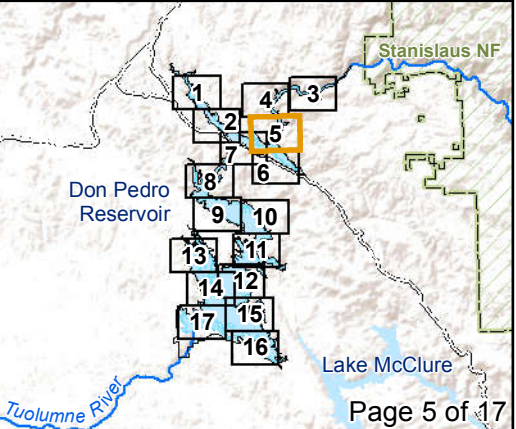 Stanislaus NF
1
4
3
2
5
7
6
8
Don Pedro
Reservoir
9
10
13
11
14
12
17
15
16
Lake McClure
Tuolumne River
Page 5 of 17